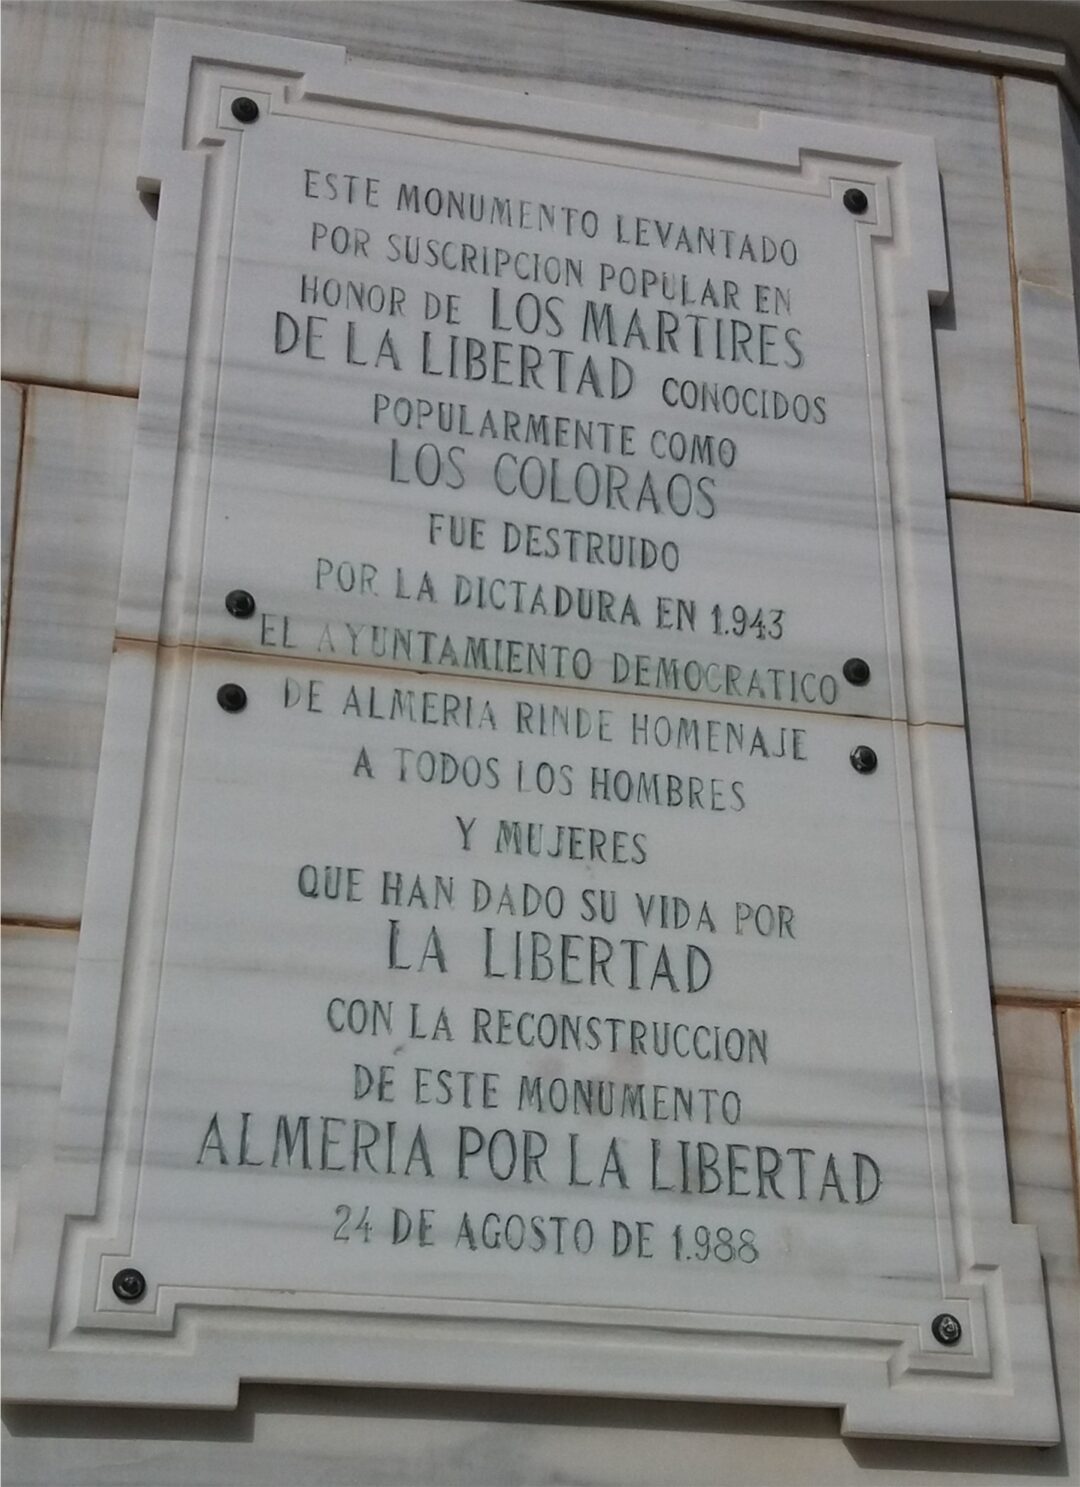 ESTE MONUMENTO LEVANTADO
POR SUSCRIPCION POPULAR EN
HONOR DE LOS MARTIRES
DE LA LIBERTAD CONOCIDOS
POPULARMENTE COMO
LOS COLORAOS
FUE DESTRUIDO
POR LA DICTADURA EN 1.943
EL AYUNTAMIENTO DEMOCRATICO
DE ALMERIA RINDE HOMENAJE
A TODOS LOS HOMBRES
Y MUJERES
QUE HAN DADO SU VIDA POR
LA LIBERTAD
CON LA RECONSTRUCCION
DE ESTE MONUMENTO
ALMERIA POR LA LIBERTAD
24 DE AGOSTO DE 1.988